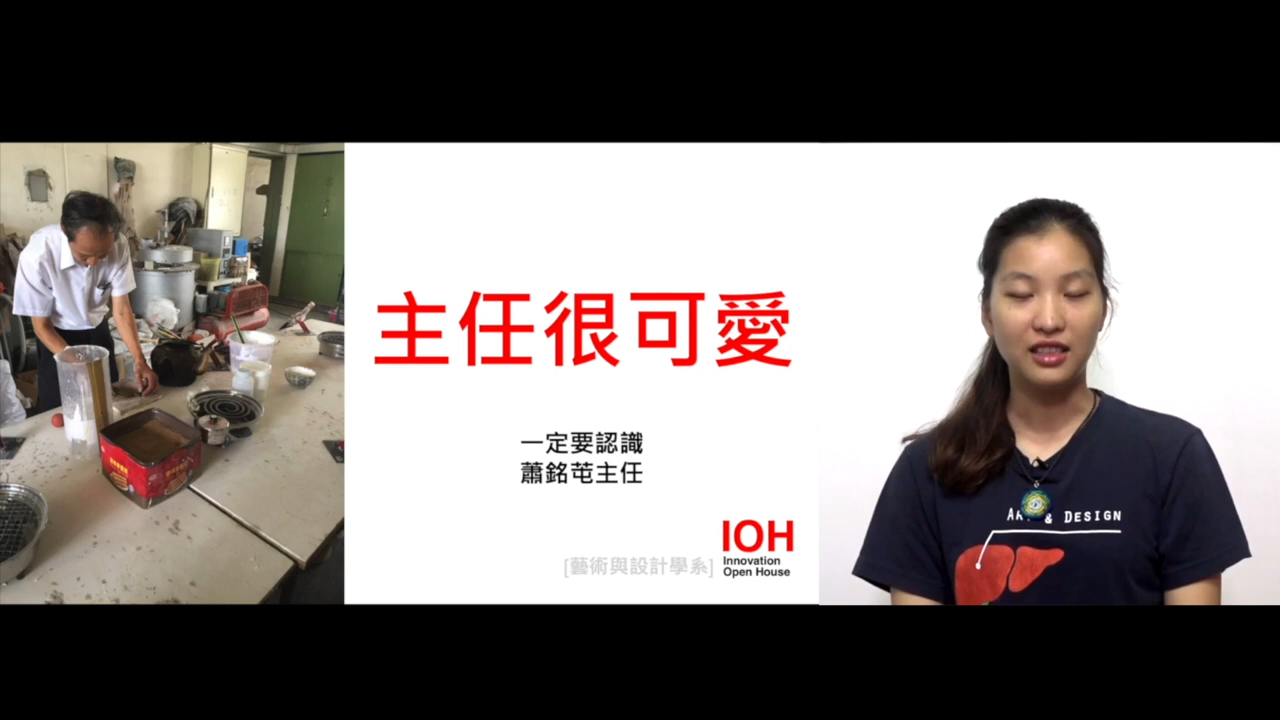 主任很可愛
一定要認識
蕭銘芚主任
[藝術與設計學系]
IOH
Innovation
Open House
ART & DESIGN